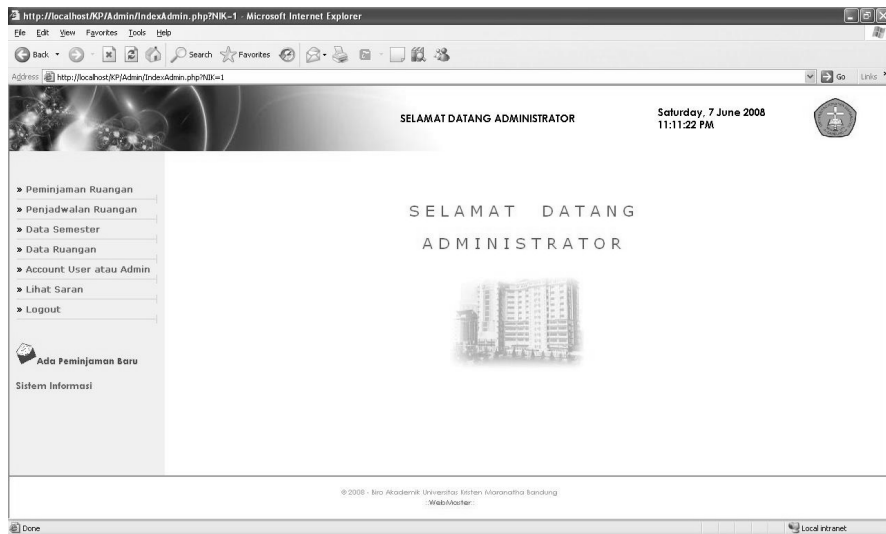 http://localhost/KP/Admin/IndexAdmin.php?NIK=1 - Microsoft Internet Explorer
File Edit View Favorites Tools Help
Back Search Favorites
Address http://localhost/KP/Admin/IndexAdmin.php?NIK=1 Go Links
SELAMAT DATANG ADMINISTRATOR
Saturday, 7 June 2008
11:11:22 PM
» Peminjaman Ruangan
» Penjadwalan Ruangan
» Data Semester
» Data Ruangan
» Account User atau Admin
» Lihat Saran
» Logout
Ada Peminjaman Baru
Sistem Informasi
SELAMAT DATANG
ADMINISTRATOR
© 2008 - Biro Akademik Universitas Kristen Maranatha Bandung
::WebMaster::
Done Local intranet